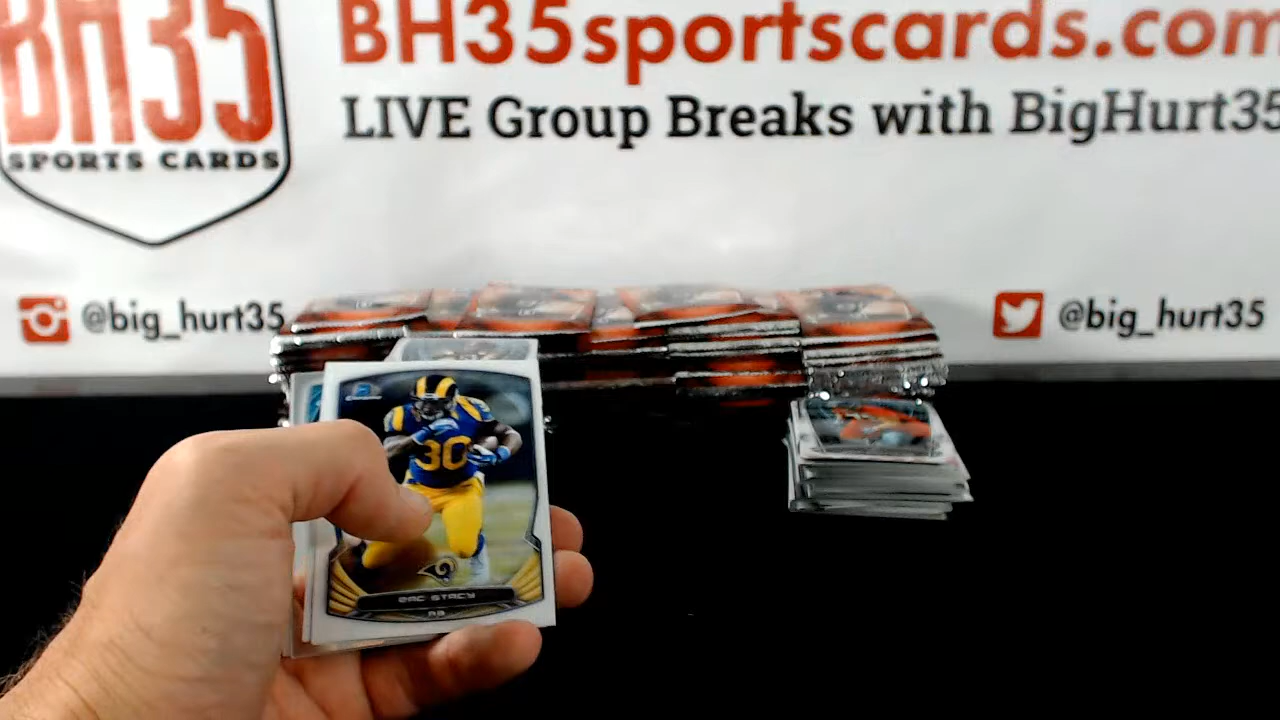 BH35
SPORTS CARDS
BH35sportscards.com
LIVE Group Breaks with BigHurt35
@big_hurt35
@big_hurt35
30
ZAC STACY
RB